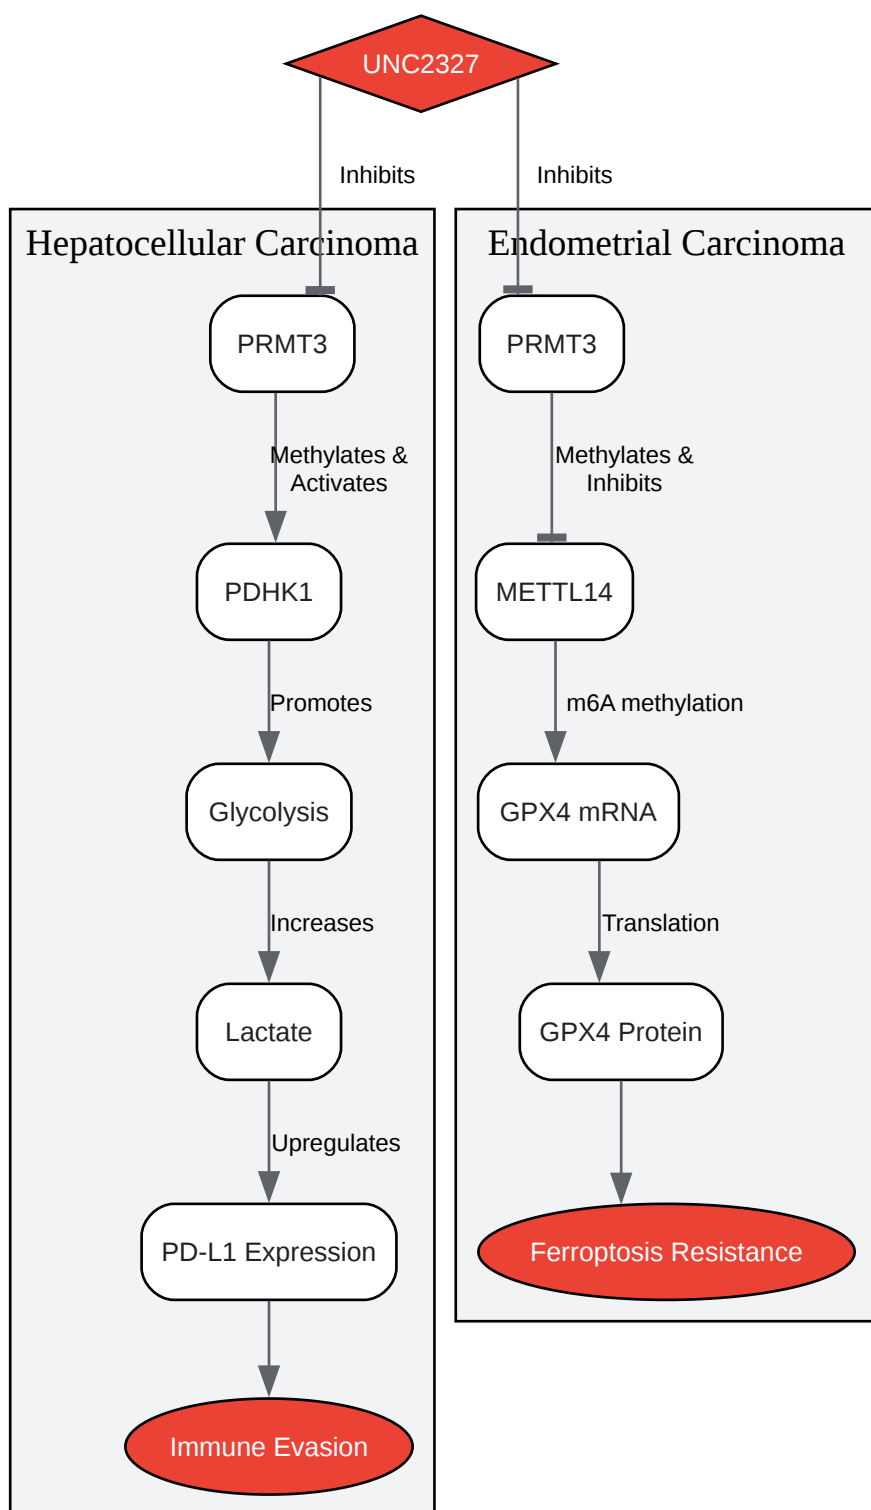 UNC2327
Inhibits
Inhibits
Hepatocellular Carcinoma
PRMT3
Methylates &
Activates
PDHK1
Promotes
Glycolysis
Increases
Lactate
Upregulates
PD-L1 Expression
Immune Evasion
Endometrial Carcinoma
PRMT3
Methylates &
Inhibits
METTL14
m6A methylation
GPX4 mRNA
Translation
GPX4 Protein
Ferroptosis Resistance